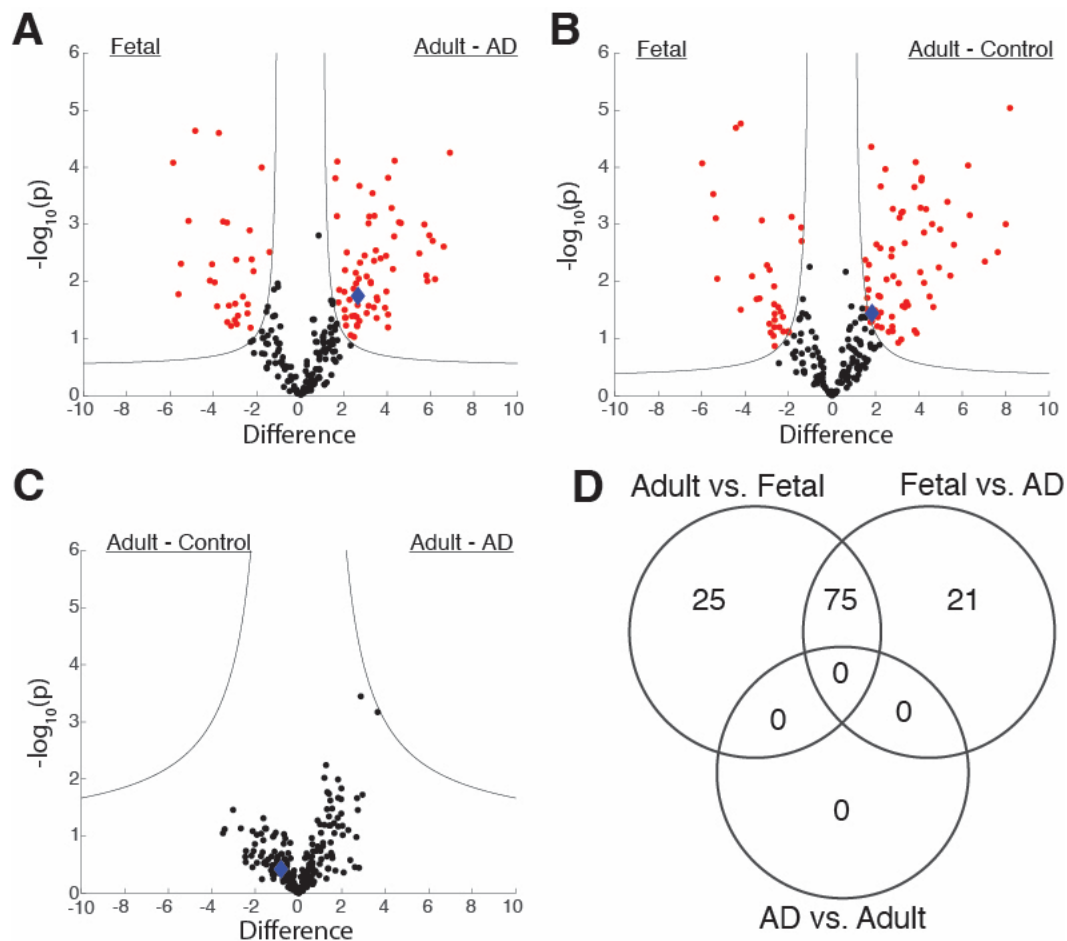 A
Fetal
Adult - AD
6
5
4
3
2
1
0
-log10(p)
-10 -8 -6 -4 -2 0 2 4 6 8 10
Difference
B
Fetal
Adult - Control
6
5
4
3
2
1
0
-log10(p)
-10 -8 -6 -4 -2 0 2 4 6 8 10
Difference
C
Adult - Control
Adult - AD
6
5
4
3
2
1
0
-log10(p)
-10 -8 -6 -4 -2 0 2 4 6 8 10
Difference
D
Adult vs. Fetal
Fetal vs. AD
25
75
21
0
0
0
0
AD vs. Adult